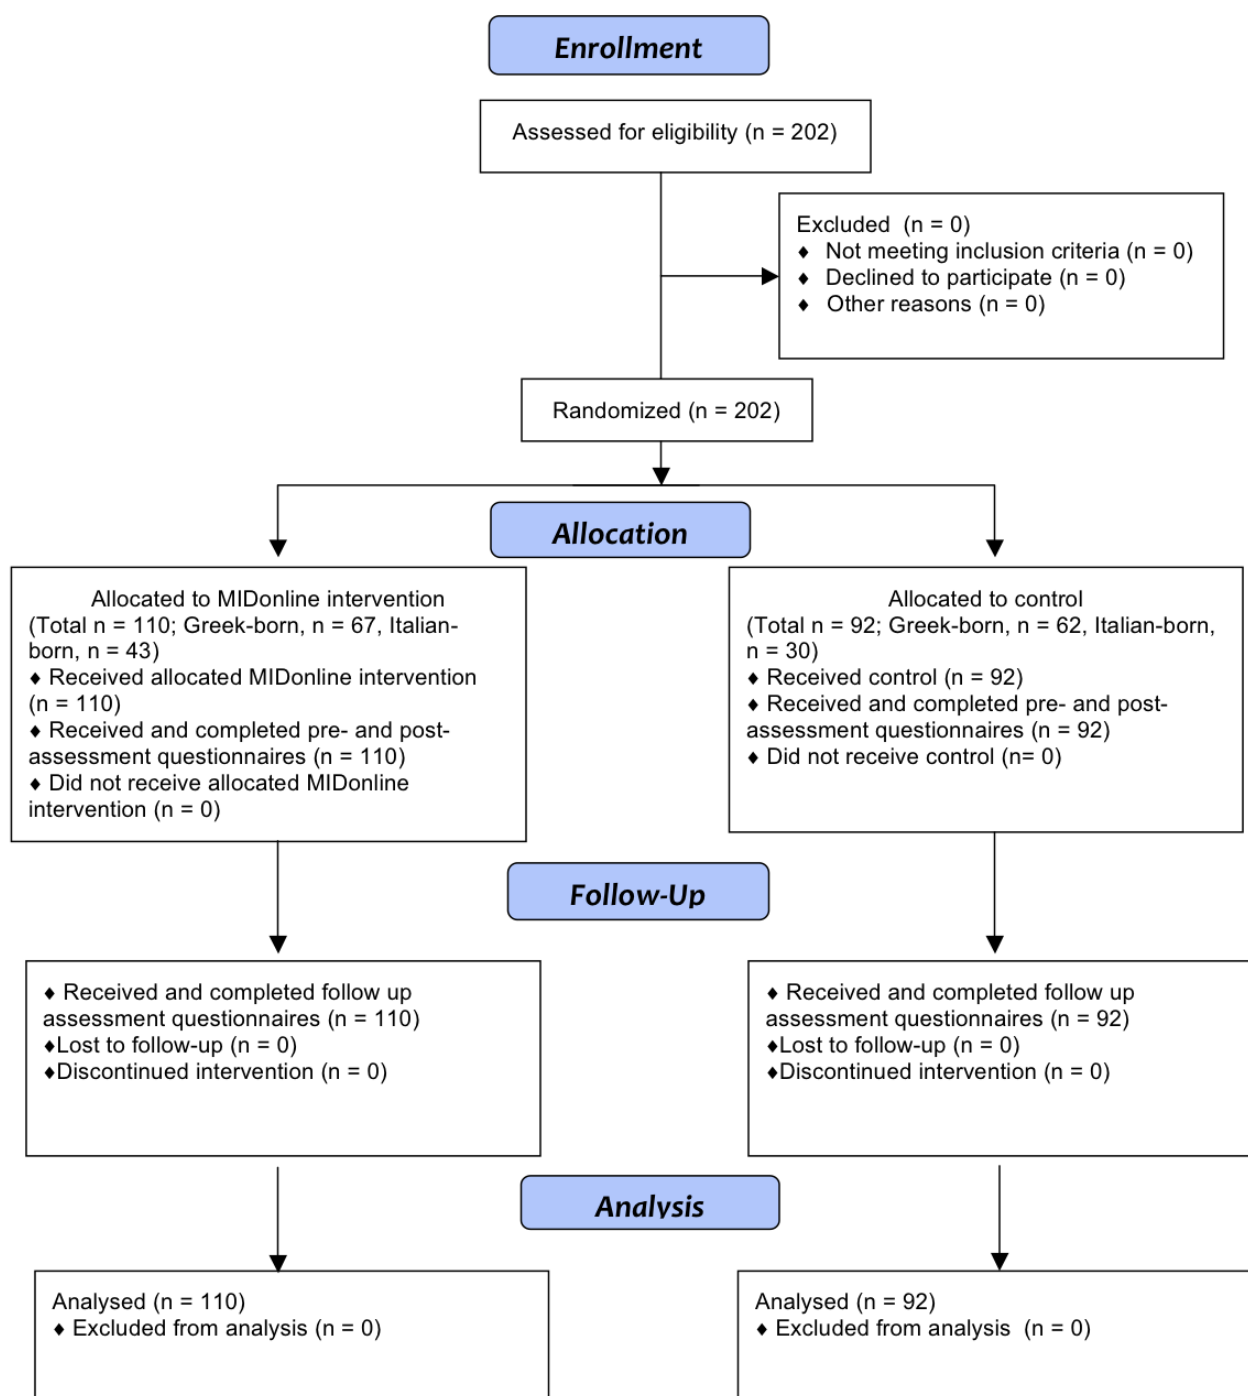 Enrollment
Assessed for eligibility (n = 202)
Excluded (n = 0)
♦ Not meeting inclusion criteria (n = 0)
♦ Declined to participate (n = 0)
♦ Other reasons (n = 0)
Randomized (n = 202)
Allocation
Allocated to MIDonline intervention
(Total n = 110; Greek-born, n = 67, Italian-
born, n = 43)
♦ Received allocated MIDonline intervention
(n = 110)
♦ Received and completed pre- and post-
assessment questionnaires (n = 110)
♦ Did not receive allocated MIDonline
intervention (n = 0)
Allocated to control
(Total n = 92; Greek-born, n = 62, Italian-born,
n = 30)
♦ Received control (n = 92)
♦ Received and completed pre- and post-
assessment questionnaires (n = 92)
♦ Did not receive control (n= 0)
Follow-Up
♦ Received and completed follow up
assessment questionnaires (n = 110)
♦Lost to follow-up (n = 0)
♦Discontinued intervention (n = 0)
♦ Received and completed follow up
assessment questionnaires (n = 92)
♦Lost to follow-up (n = 0)
♦Discontinued intervention (n = 0)
Analysis
Analysed (n = 110)
♦ Excluded from analysis (n = 0)
Analysed (n = 92)
♦ Excluded from analysis (n = 0)